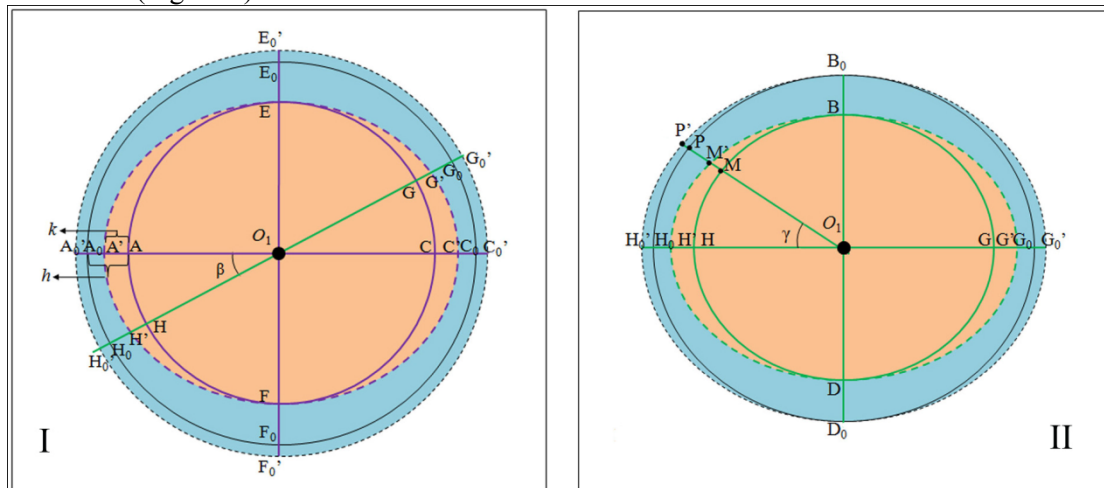 E₀'
E₀
E
G₀'
G₀
G'
G
k
A₀' A₀ A' A
O₁
C C' C₀ C₀'
h
β
H
H'
H₀
H₀'
F
F₀
F₀'
I
B₀
B
P'
P
M'
M
O₁
γ
H₀' H₀ H' H
G G' G₀ G₀'
D
D₀
II